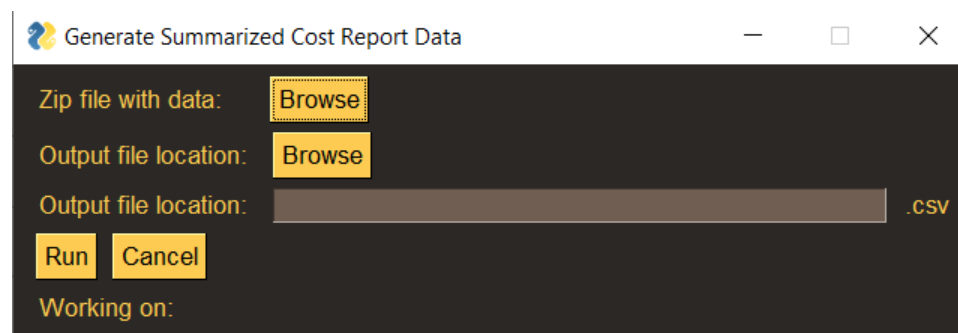 Generate Summarized Cost Report Data
Zip file with data: Browse
Output file location: Browse
Output file location: .csv
Run Cancel
Working on: